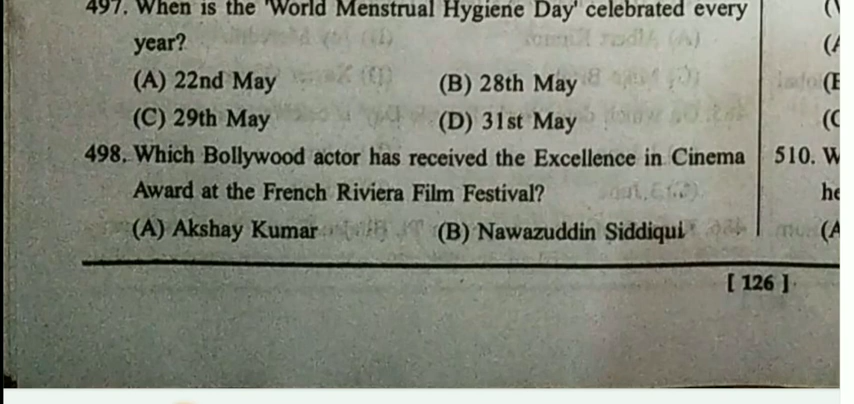 497. When is the 'World Menstrual Hygiene Day' celebrated every
year?
(A) 22nd May (B) 28th May
(C) 29th May (D) 31st May
498. Which Bollywood actor has received the Excellence in Cinema
Award at the French Riviera Film Festival?
(A) Akshay Kumar (B) Nawazuddin Siddiqui
510.
[ 126 ]